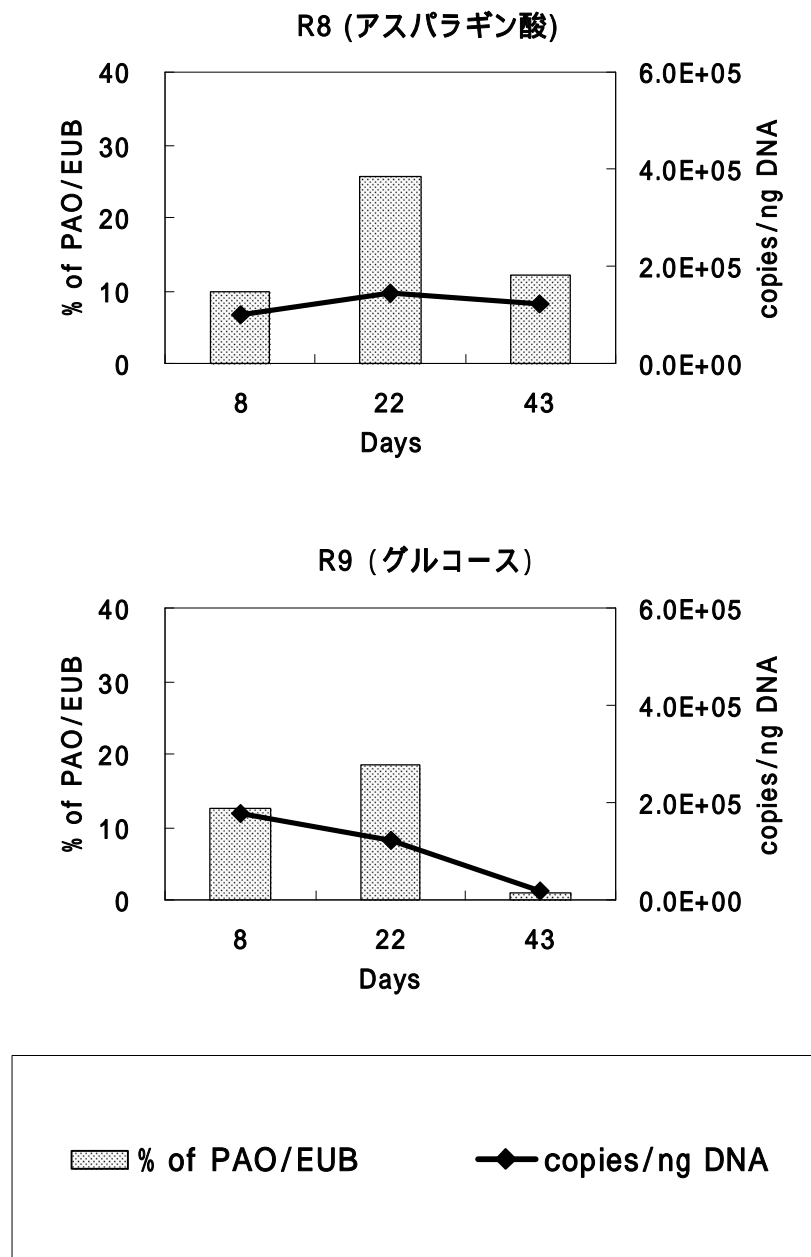 R8 (アスパラギン酸)
% of PAO/EUB
40
30
20
10
0
6.0E+05
4.0E+05
2.0E+05
0.0E+00
copies/ng DNA
8 22 43
Days
R9 (グルコース)
% of PAO/EUB
40
30
20
10
0
6.0E+05
4.0E+05
2.0E+05
0.0E+00
copies/ng DNA
8 22 43
Days
% of PAO/EUB copies/ng DNA